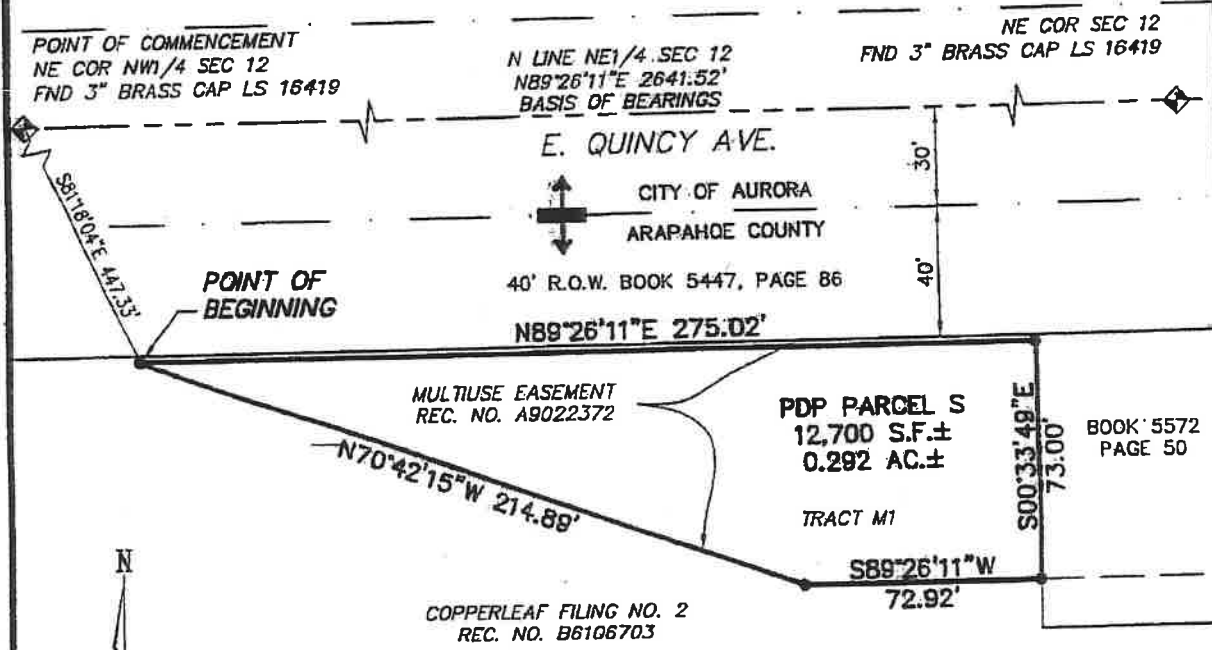 POINT OF COMMENCEMENT
NE COR NW1/4 SEC 12
FND 3" BRASS CAP LS 16419
N LINE NE1/4 SEC 12
N89°26'11"E 2641.52'
BASIS OF BEARINGS
NE COR SEC 12
FND 3" BRASS CAP LS 16419
E. QUINCY AVE.
30'
CITY OF AURORA
ARAPAHOE COUNTY
S81°18'04"E 447.33'
POINT OF
BEGINNING
40' R.O.W. BOOK 5447, PAGE 86
40'
N89°26'11"E 275.02'
MULTIUSE EASEMENT
REC. NO. A9022372
PDP PARCEL S
12,700 S.F.±
0.292 AC.±
S00°33'49"E
73.00'
BOOK 5572
PAGE 50
N70°42'15"W 214.89'
TRACT M1
S89°26'11"W
72.92'
N
COPPERLEAF FILING NO. 2
REC. NO. B6106703